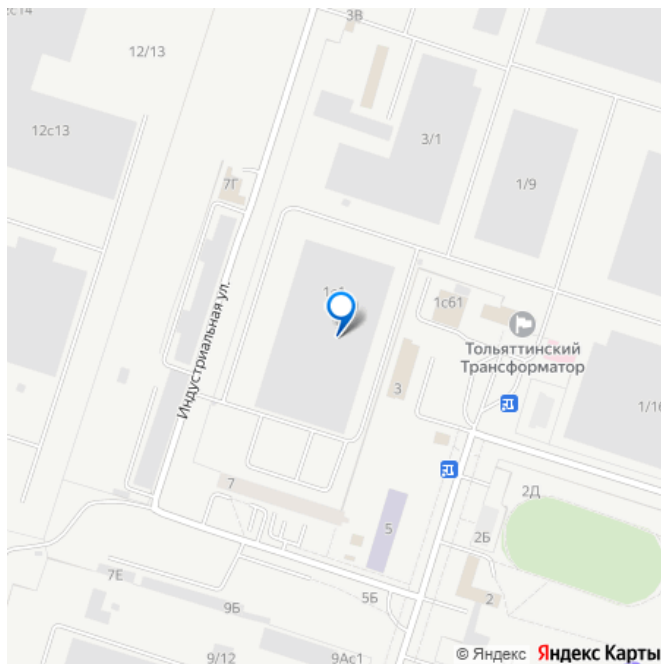 3В
12/13
12с13
3/1
1/9
7Г
Индустриальная ул.
1с61
Тольяттинский
Трансформатор
3
1/16
7
2Д
5
2Б
7Е
9Б
5Б
2
9/12
9Ас1
© Яндекс Яндекс Карты